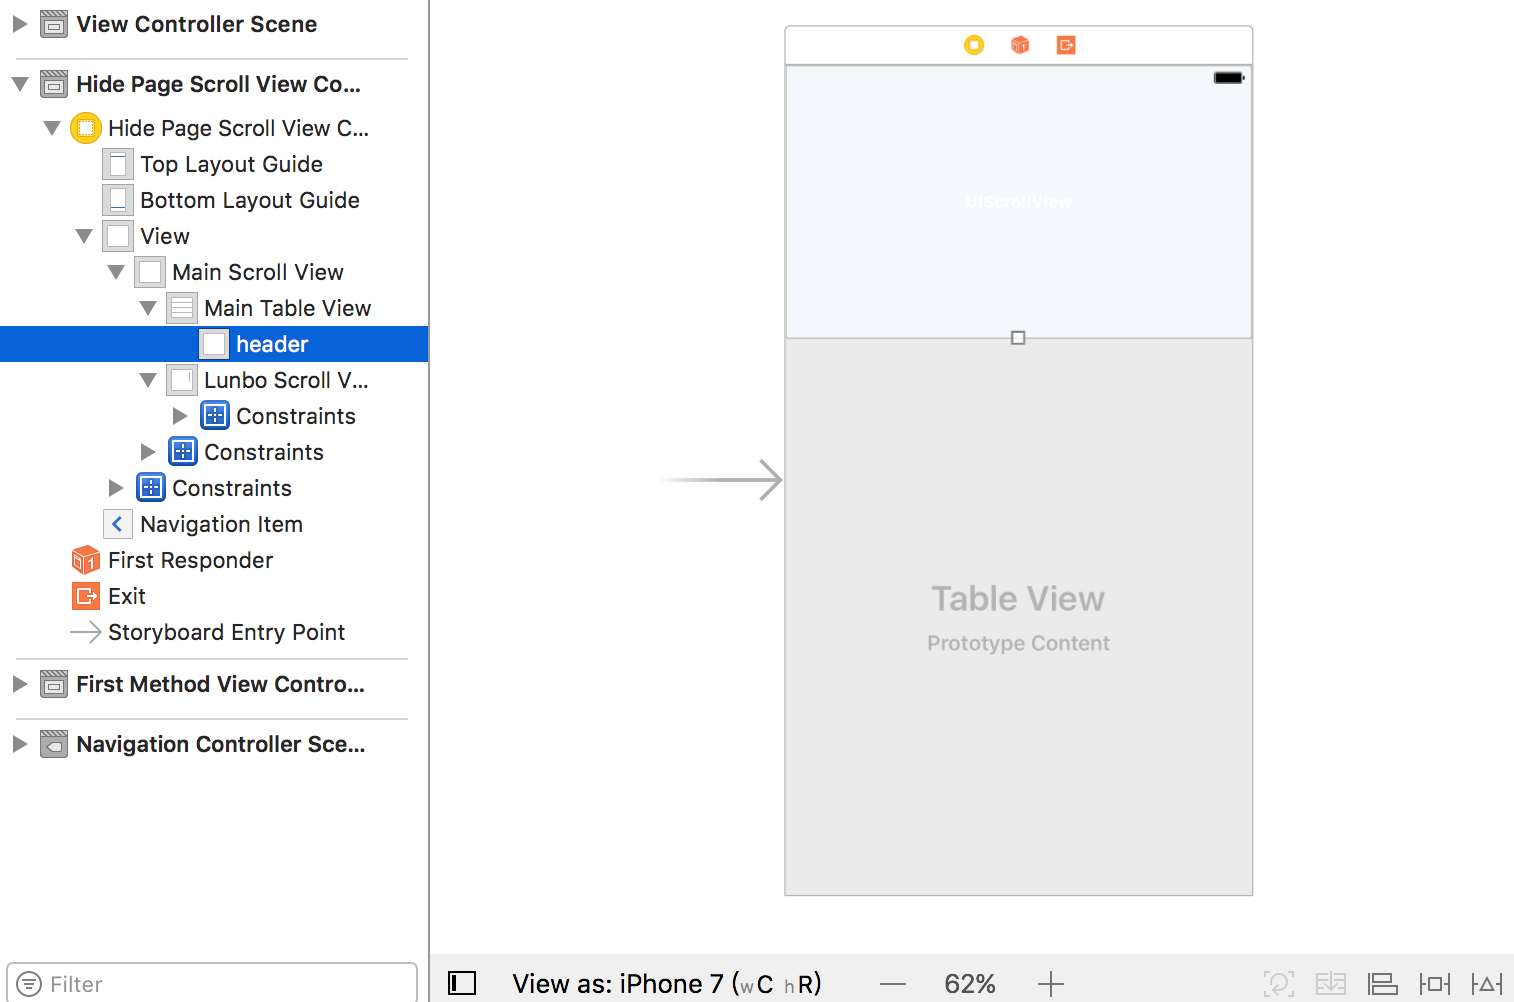 View Controller Scene
Hide Page Scroll View Co...
Hide Page Scroll View C...
Top Layout Guide
Bottom Layout Guide
View
Main Scroll View
Main Table View
header
Lunbo Scroll V...
Constraints
Constraints
Constraints
Navigation Item
First Responder
Exit
Storyboard Entry Point
First Method View Contro...
Navigation Controller Sce...
Filter
UIScrollView
Table View
Prototype Content
View as: iPhone 7 (wC hR)
62%